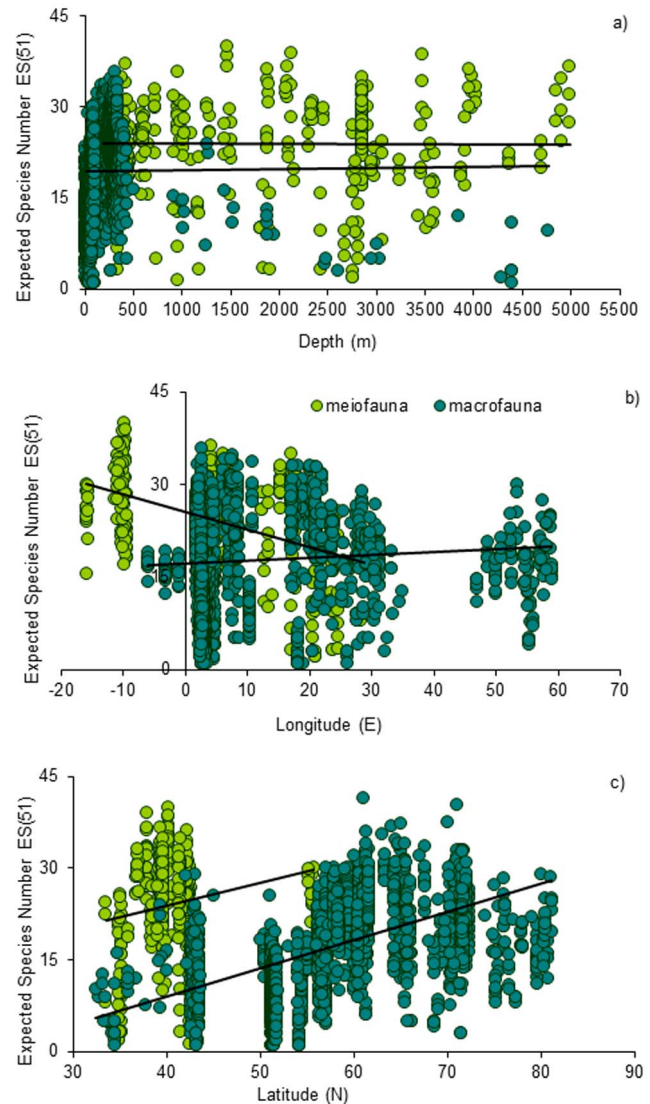 a)
Expected Species Number ES(51)
45
30
15
0
0 500 1000 1500 2000 2500 3000 3500 4000 4500 5000 5500
Depth (m)
b)
meiofauna macrofauna
Expected Species Number ES(51)
45
30
15
0
-20 -10 0 10 20 30 40 50 60 70
Longitude (E)
c)
Expected Species Number ES(51)
45
30
15
0
30 40 50 60 70 80 90
Latitude (N)